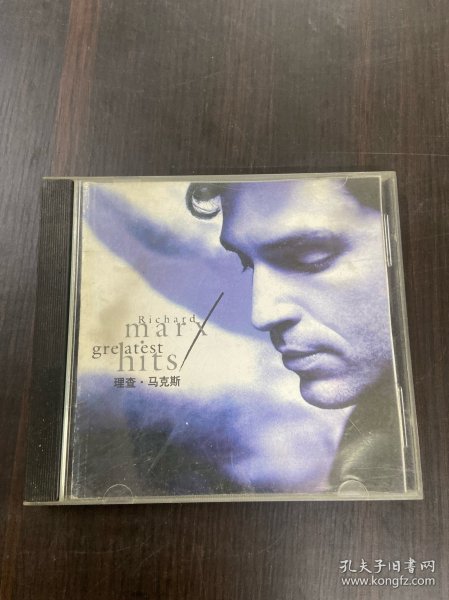 Richard
marx
greatest
hits
理查·马克斯
孔夫子旧书网
www.kongfz.com